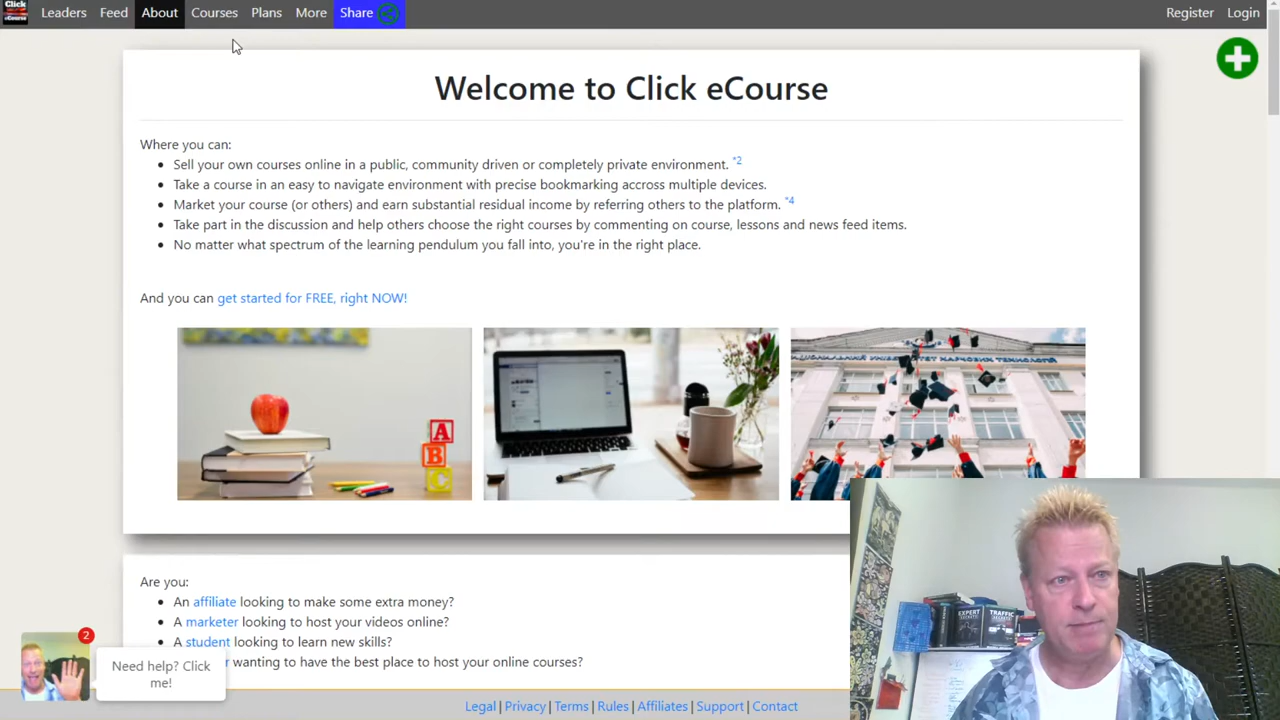 Click
eCourse
Leaders Feed About Courses Plans More Share Register Login
Welcome to Click eCourse
Where you can:
Sell your own courses online in a public, community driven or completely private environment. *2
Take a course in an easy to navigate environment with precise bookmarking accross multiple devices.
Market your course (or others) and earn substantial residual income by referring others to the platform. *4
Take part in the discussion and help others choose the right courses by commenting on course, lessons and news feed items.
No matter what spectrum of the learning pendulum you fall into, you're in the right place.
And you can get started for FREE, right NOW!
A
B
C
Are you:
An affiliate looking to make some extra money?
A marketer looking to host your videos online?
A student looking to learn new skills?
wanting to have the best place to host your online courses?
2
Need help? Click
me!
EXPERT
SECRETS
TRAFFIC
SECRETS
Legal | Privacy | Terms | Rules | Affiliates | Support | Contact